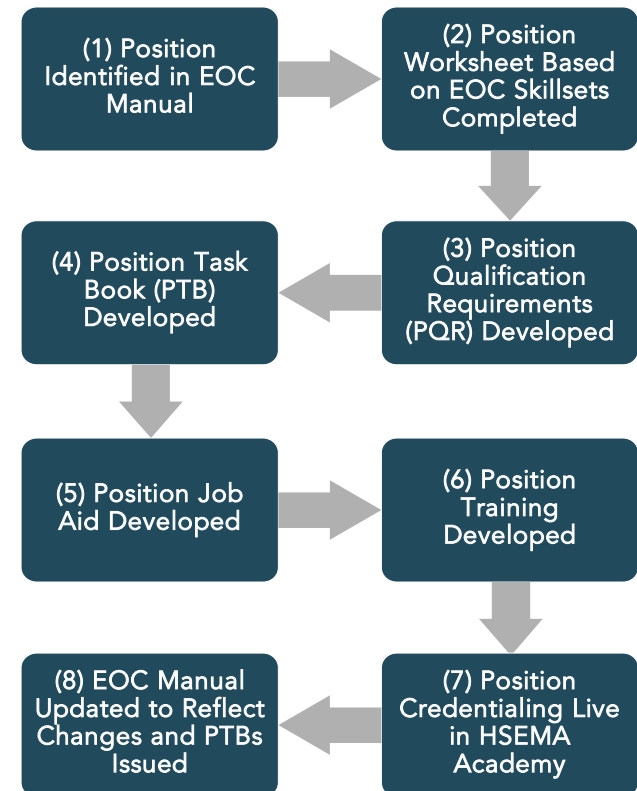 (1) Position
Identified in EOC
Manual
(2) Position
Worksheet Based
on EOC Skillsets
Completed
(3) Position
Qualification
Requirements
(PQR) Developed
(4) Position Task
Book (PTB)
Developed
(5) Position Job
Aid Developed
(6) Position
Training
Developed
(7) Position
Credentialing Live
in HSEMA
Academy
(8) EOC Manual
Updated to Reflect
Changes and PTBs
Issued